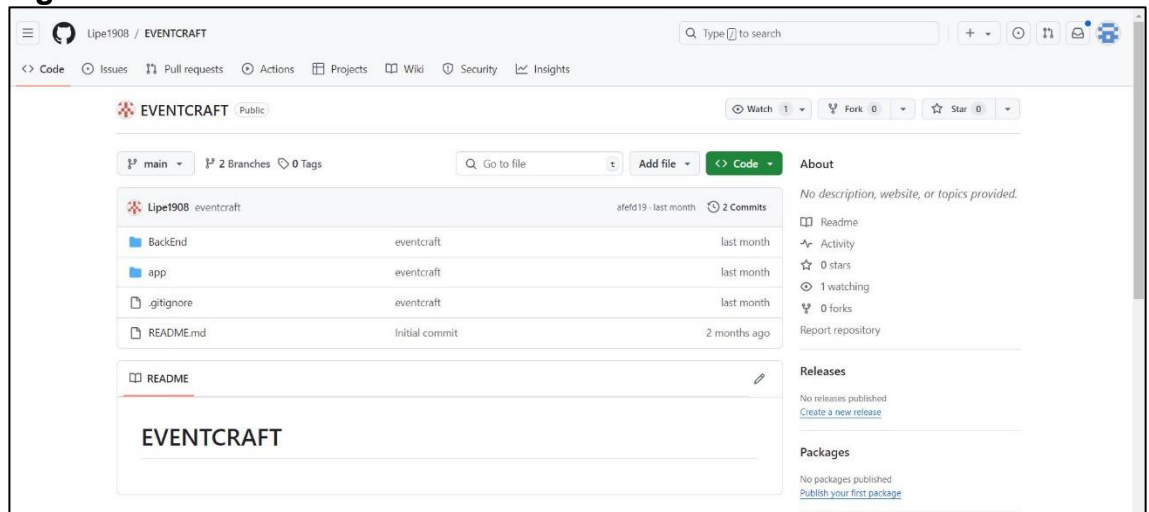 Lipe1908 / EVENTCRAFT
Type / to search
Code Issues Pull requests Actions Projects Wiki Security Insights
EVENTCRAFT Public
Watch 1 Fork 0 Star 0
main 2 Branches 0 Tags
Go to file t Add file Code
Lipe1908 eventcraft afefd19 · last month 2 Commits
BackEnd eventcraft last month
app eventcraft last month
.gitignore eventcraft last month
README.md Initial commit 2 months ago
README
EVENTCRAFT
About
No description, website, or topics provided.
Readme
Activity
0 stars
1 watching
0 forks
Report repository
Releases
No releases published
Create a new release
Packages
No packages published
Publish your first package